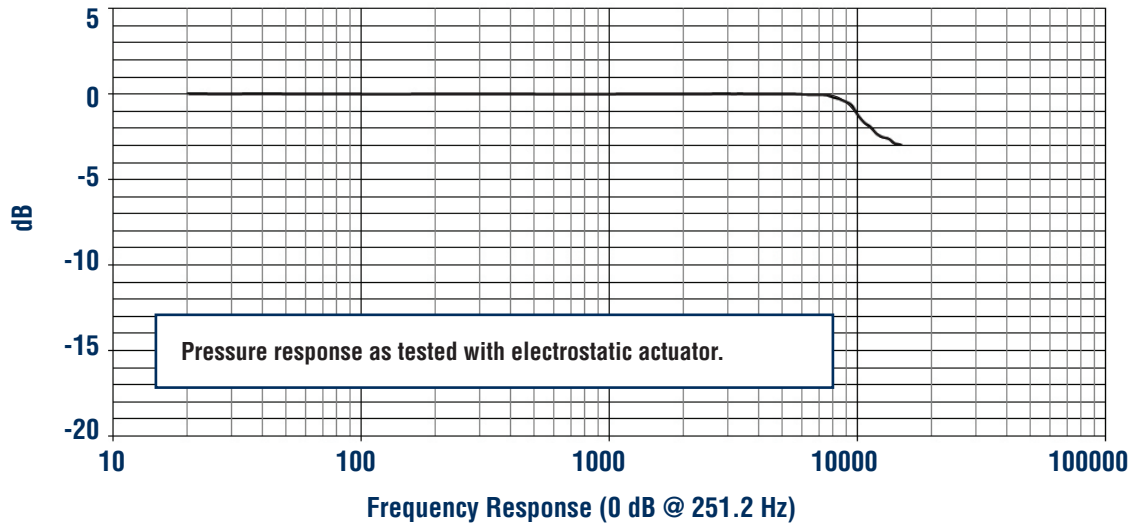 5
0
-5
-10
-15
-20
dB
Pressure response as tested with electrostatic actuator.
10 100 1000 10000 100000
Frequency Response (0 dB @ 251.2 Hz)